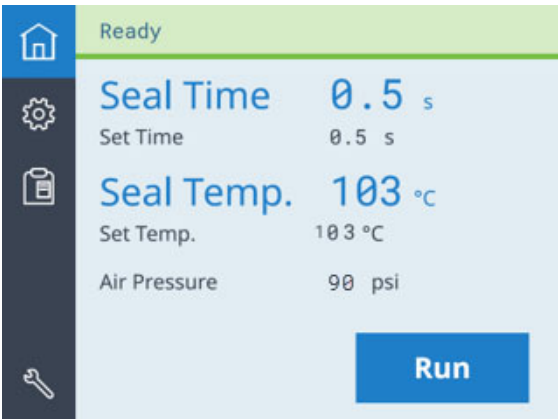 Ready
Seal Time 0.5 s
Set Time 0.5 s
Seal Temp. 103 °C
Set Temp. 103 °C
Air Pressure 90 psi
Run